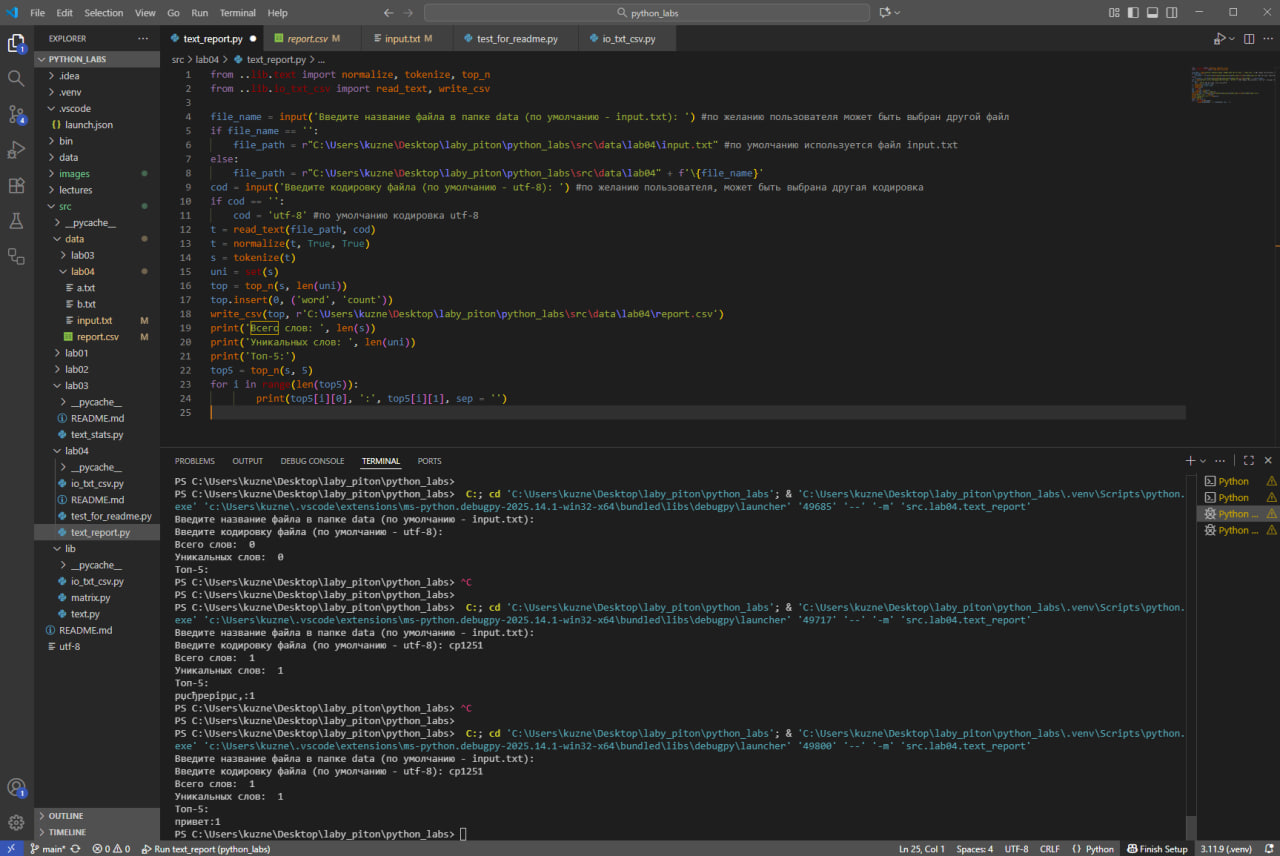 File Edit Selection View Go Run Terminal Help
python_labs
EXPLORER
PYTHON_LABS
.idea
.venv
.vscode
launch.json
bin
data
images
lectures
src
__pycache__
data
lab03
lab04
a.txt
b.txt
input.txt M
report.csv M
lab01
lab02
lab03
__pycache__
README.md
text_stats.py
lab04
__pycache__
io_txt_csv.py
README.md
test_for_readme.py
text_report.py
lib
__pycache__
io_txt_csv.py
matrix.py
text.py
README.md
utf-8
OUTLINE
TIMELINE
text_report.py report.csv M input.txt M test_for_readme.py io_txt_csv.py
src > lab04 > text_report.py > ...
1 from ..lib.text import normalize, tokenize, top_n
2 from ..lib.io_txt_csv import read_text, write_csv
3
4 file_name = input('Введите название файла в папке data (по умолчанию - input.txt): ') #по желанию пользователя может быть выбран другой файл
5 if file_name == '':
6 file_path = r"C:\Users\kuzne\Desktop\laby_piton\python_labs\src\data\lab04\input.txt" #по умолчанию используется файл input.txt
7 else:
8 file_path = r"C:\Users\kuzne\Desktop\laby_piton\python_labs\src\data\lab04" + f'\{file_name}'
9 cod = input('Введите кодировку файла (по умолчанию - utf-8): ') #по желанию пользователя, может быть выбрана другая кодировка
10 if cod == '':
11 cod = 'utf-8' #по умолчанию кодировка utf-8
12 t = read_text(file_path, cod)
13 t = normalize(t, True, True)
14 s = tokenize(t)
15 uni = set(s)
16 top = top_n(s, len(uni))
17 top.insert(0, ('word', 'count'))
18 write_csv(top, r'C:\Users\kuzne\Desktop\laby_piton\python_labs\src\data\lab04\report.csv')
19 print('Всего слов: ', len(s))
20 print('Уникальных слов: ', len(uni))
21 print('Топ-5:')
22 top5 = top_n(s, 5)
23 for i in range(len(top5)):
24 print(top5[i][0], ':', top5[i][1], sep = '')
25
PROBLEMS OUTPUT DEBUG CONSOLE TERMINAL PORTS
PS C:\Users\kuzne\Desktop\laby_piton\python_labs>
PS C:\Users\kuzne\Desktop\laby_piton\python_labs> C:; cd 'C:\Users\kuzne\Desktop\laby_piton\python_labs'; & 'C:\Users\kuzne\Desktop\laby_piton\python_labs\.venv\Scripts\python.
exe' 'c:\Users\kuzne\.vscode\extensions\ms-python.debugpy-2025.14.1-win32-x64\bundled\libs\debugpy\launcher' '49685' '--' '-m' 'src.lab04.text_report'
Введите название файла в папке data (по умолчанию - input.txt):
Введите кодировку файла (по умолчанию - utf-8):
Всего слов: 0
Уникальных слов: 0
Топ-5:
PS C:\Users\kuzne\Desktop\laby_piton\python_labs> ^C
PS C:\Users\kuzne\Desktop\laby_piton\python_labs>
PS C:\Users\kuzne\Desktop\laby_piton\python_labs> C:; cd 'C:\Users\kuzne\Desktop\laby_piton\python_labs'; & 'C:\Users\kuzne\Desktop\laby_piton\python_labs\.venv\Scripts\python.
exe' 'c:\Users\kuzne\.vscode\extensions\ms-python.debugpy-2025.14.1-win32-x64\bundled\libs\debugpy\launcher' '49717' '--' '-m' 'src.lab04.text_report'
Введите название файла в папке data (по умолчанию - input.txt):
Введите кодировку файла (по умолчанию - utf-8): cp1251
Всего слов: 1
Уникальных слов: 1
Топ-5:
PS C:\Users\kuzne\Desktop\laby_piton\python_labs> ^C
PS C:\Users\kuzne\Desktop\laby_piton\python_labs>
PS C:\Users\kuzne\Desktop\laby_piton\python_labs> C:; cd 'C:\Users\kuzne\Desktop\laby_piton\python_labs'; & 'C:\Users\kuzne\Desktop\laby_piton\python_labs\.venv\Scripts\python.
exe' 'c:\Users\kuzne\.vscode\extensions\ms-python.debugpy-2025.14.1-win32-x64\bundled\libs\debugpy\launcher' '49800' '--' '-m' 'src.lab04.text_report'
Введите название файла в папке data (по умолчанию - input.txt):
Введите кодировку файла (по умолчанию - utf-8): cp1251
Всего слов: 1
Уникальных слов: 1
Топ-5:
привет:1
PS C:\Users\kuzne\Desktop\laby_piton\python_labs>
Python
Python
Python ...
Python ...
main* 0 0 Run text_report (python_labs) Ln 25, Col 1 Spaces: 4 UTF-8 CRLF {} Python Finish Setup 3.11.9 (.venv)